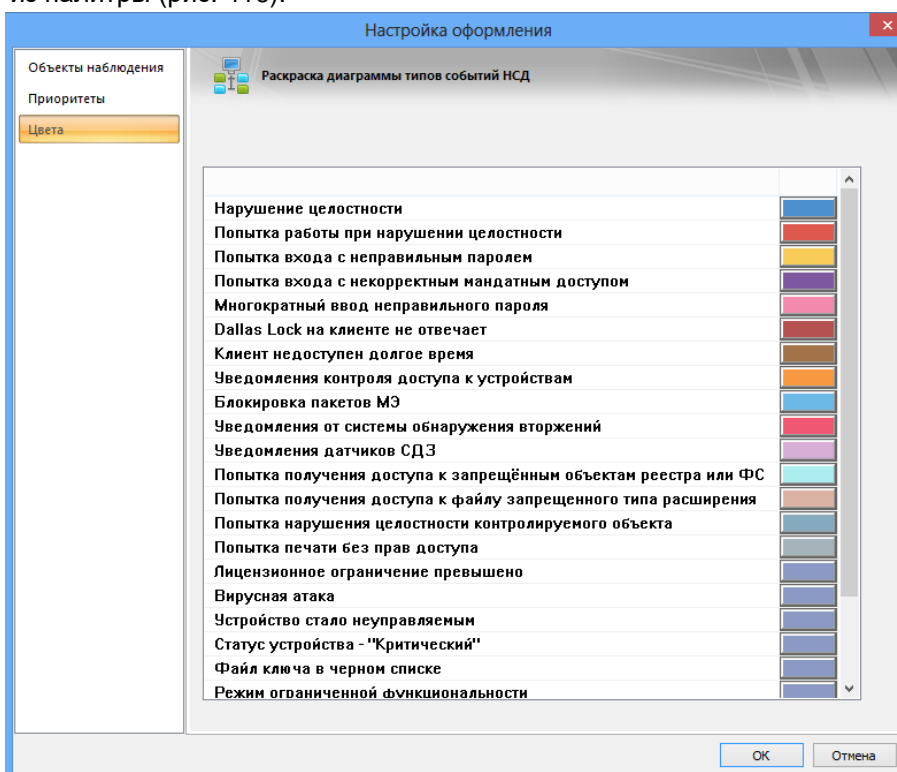 Настройка оформления
Объекты наблюдения
Приоритеты
Цвета
Раскраска диаграммы типов событий НСД
Нарушение целостности
Попытка работы при нарушении целостности
Попытка входа с неправильным паролем
Попытка входа с некорректным мандатным доступом
Многократный ввод неправильного пароля
Dallas Lock на клиенте не отвечает
Клиент недоступен долгое время
Уведомления контроля доступа к устройствам
Блокировка пакетов МЭ
Уведомления от системы обнаружения вторжений
Уведомления датчиков СДЗ
Попытка получения доступа к запрещённым объектам реестра или ФС
Попытка получения доступа к файлу запрещенного типа расширения
Попытка нарушения целостности контролируемого объекта
Попытка печати без прав доступа
Лицензионное ограничение превышено
Вирусная атака
Устройство стало неуправляемым
Статус устройства - "Критический"
Файл ключа в черном списке
Режим ограниченной функциональности
ОК
Отмена